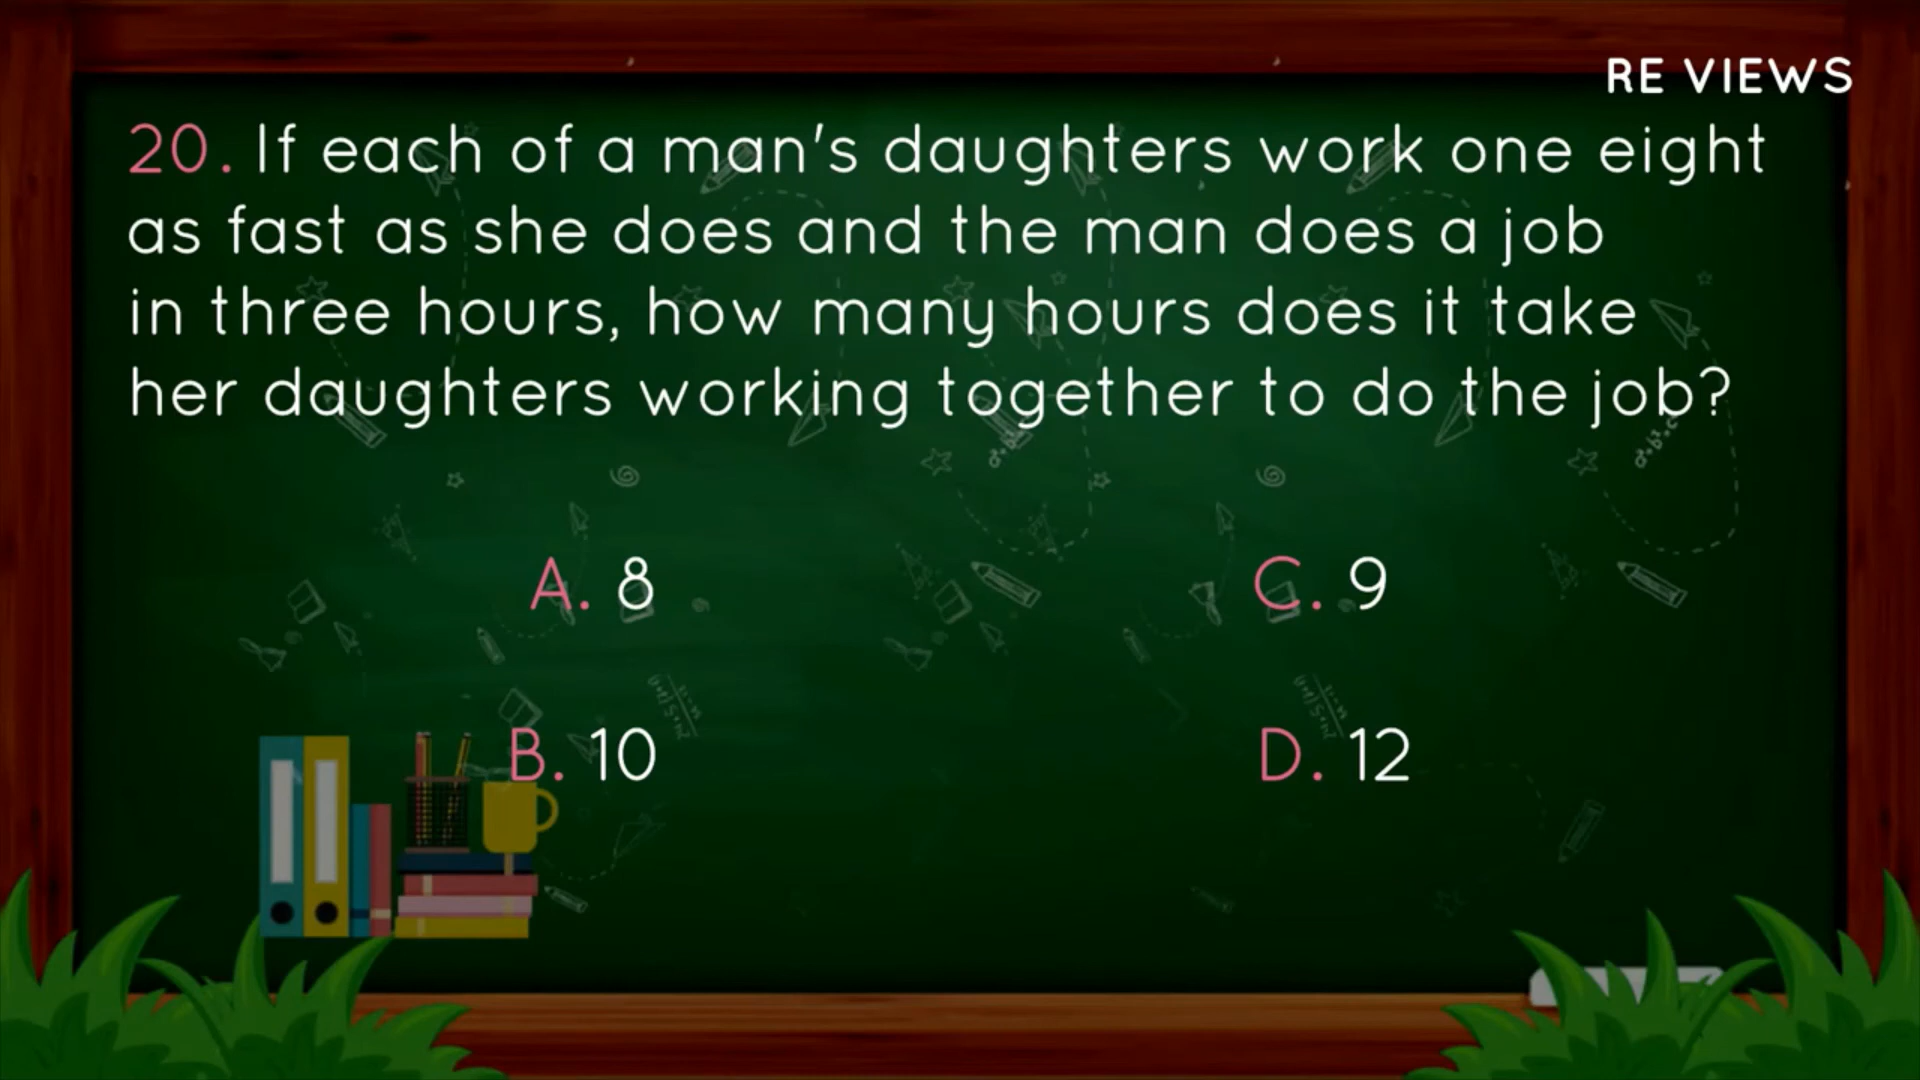 RE VIEWS
20. If each of a man's daughters work one eight
as fast as she does and the man does a job
in three hours, how many hours does it take
her daughters working together to do the job?
A. 8
C. 9
B. 10
D. 12